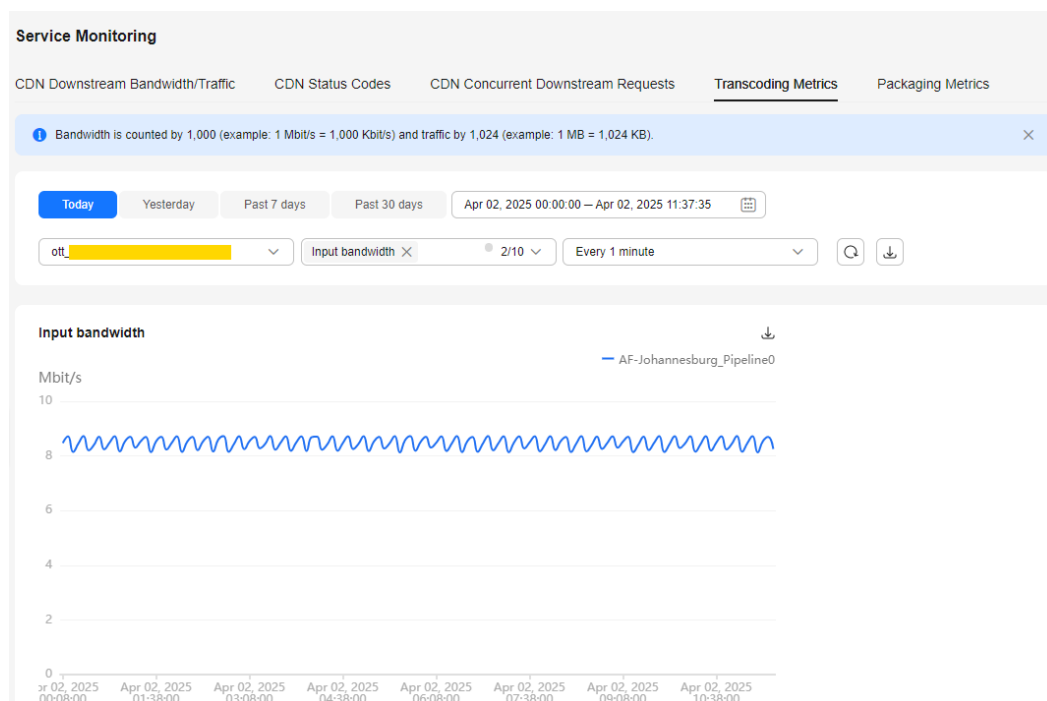 Service Monitoring
CDN Downstream Bandwidth/Traffic CDN Status Codes CDN Concurrent Downstream Requests Transcoding Metrics Packaging Metrics
Bandwidth is counted by 1,000 (example: 1 Mbit/s = 1,000 Kbit/s) and traffic by 1,024 (example: 1 MB = 1,024 KB).
Today Yesterday Past 7 days Past 30 days Apr 02, 2025 00:00:00 — Apr 02, 2025 11:37:35
ott_ Input bandwidth 2/10 Every 1 minute
Input bandwidth
AF-Johannesburg_Pipeline0
Mbit/s
10
8
6
4
2
0
02, 2025 Apr 02, 2025 Apr 02, 2025 Apr 02, 2025 Apr 02, 2025 Apr 02, 2025 Apr 02, 2025 Apr 02, 2025
00:08:00 01:38:00 03:08:00 04:38:00 06:08:00 07:38:00 09:08:00 10:38:00